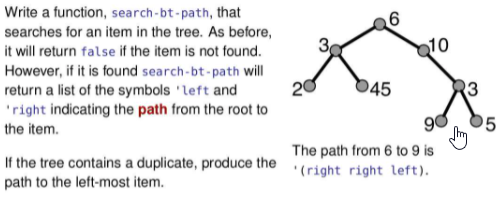 Write a function, search-bt-path, that
searches for an item in the tree. As before,
it will return false if the item is not found.
However, if it is found search-bt-path will
return a list of the symbols 'left and
'right indicating the path from the root to
the item.
If the tree contains a duplicate, produce the
path to the left-most item.
6
3
10
2
45
3
9
5
The path from 6 to 9 is
'(right right left).